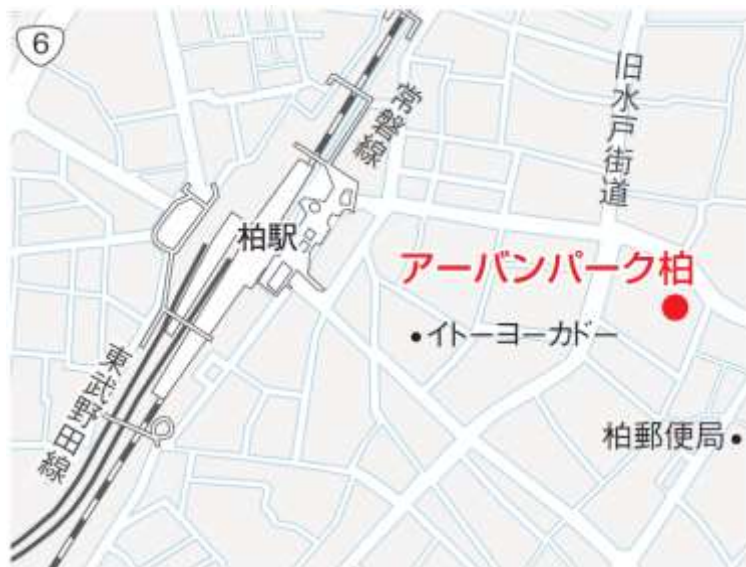 6
常磐線
旧水戸街道
柏駅
アーバンパーク柏
イトーヨーカドー
東武野田線
柏郵便局